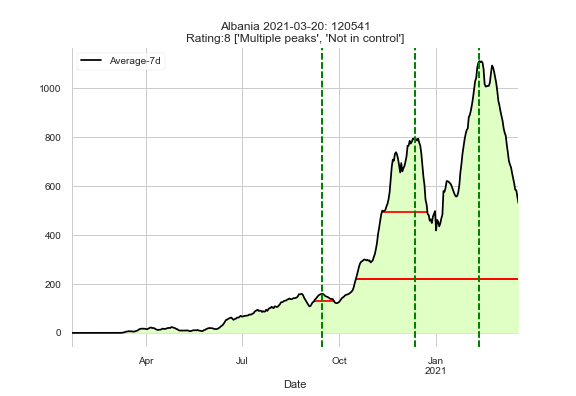 Albania 2021-03-20: 120541
Rating:8 ['Multiple peaks', 'Not in control']
Average-7d
1000
800
600
400
200
0
Apr
Jul
Oct
Jan
2021
Date